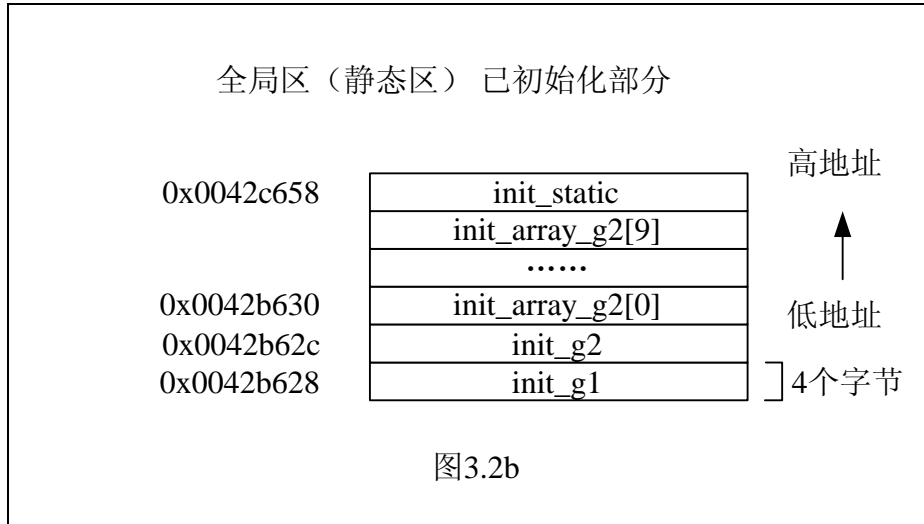 全局区（静态区） 已初始化部分
高地址
0x0042c658 init_static
init_array_g2[9]
……
0x0042b630 init_array_g2[0]
低地址
0x0042b62c init_g2
0x0042b628 init_g1 4个字节
图3.2b